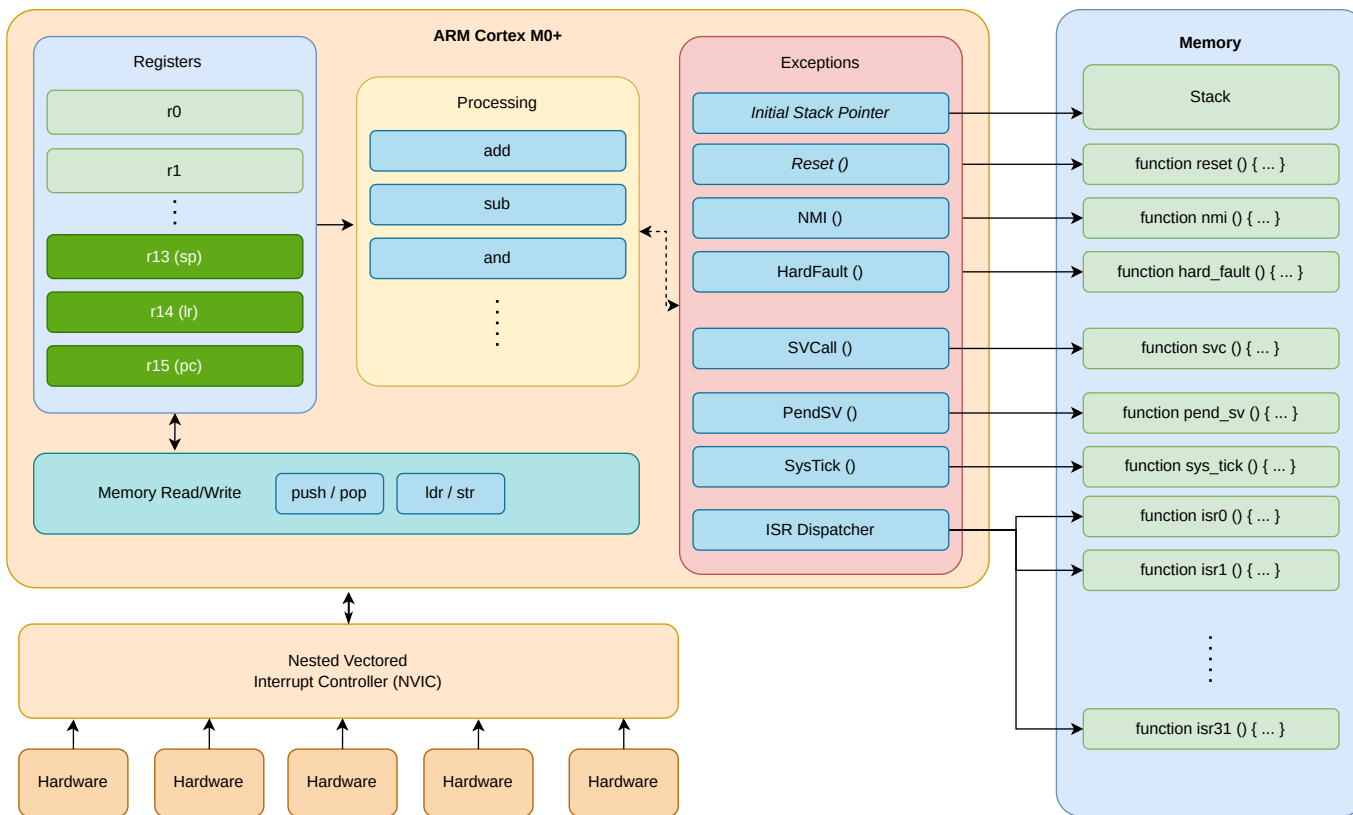 ARM Cortex M0+
Registers
r0
r1
r13 (sp)
r14 (lr)
r15 (pc)
Processing
add
sub
and
Memory Read/Write
push / pop
ldr / str
Exceptions
Initial Stack Pointer
Reset ()
NMI ()
HardFault ()
SVCall ()
PendSV ()
SysTick ()
ISR Dispatcher
Memory
Stack
function reset () { ... }
function nmi () { ... }
function hard_fault () { ... }
function svc () { ... }
function pend_sv () { ... }
function sys_tick () { ... }
function isr0 () { ... }
function isr1 () { ... }
function isr31 () { ... }
Nested Vectored
Interrupt Controller (NVIC)
Hardware
Hardware
Hardware
Hardware
Hardware